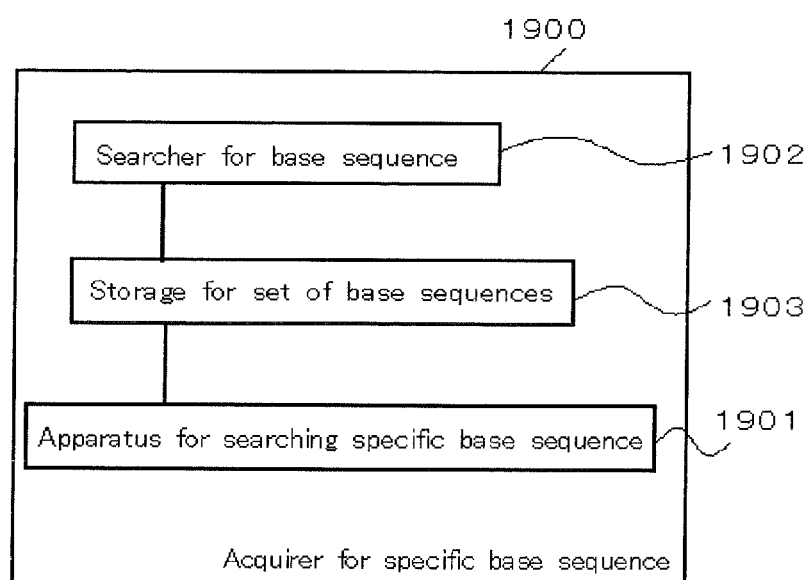 1900
Searcher for base sequence
1902
Storage for set of base sequences
1903
Apparatus for searching specific base sequence
1901
Acquirer for specific base sequence